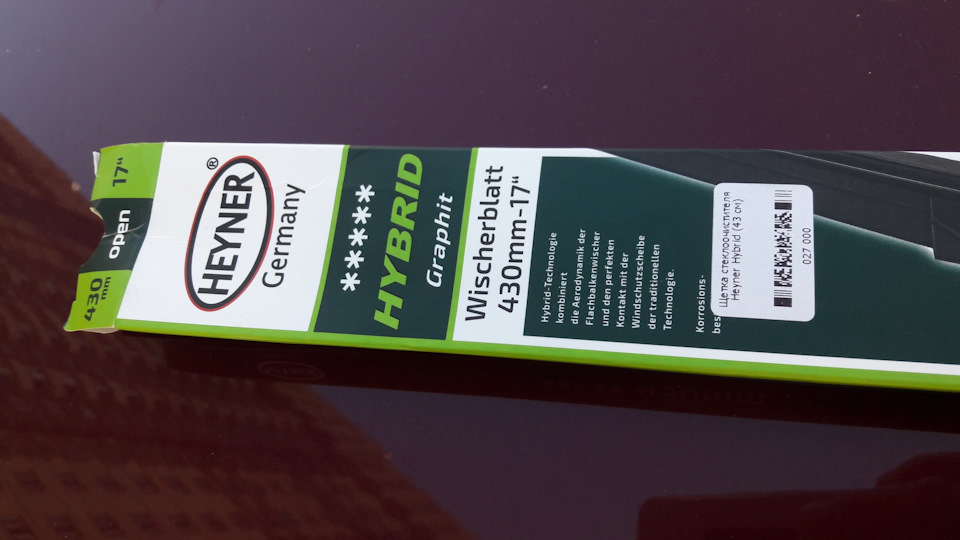 430
mm
open
17“
HEYNER®
Germany
*****
HYBRID
Graphit
Wischerblatt
430mm-17“
Hybrid-Technologie
kombiniert
die Aerodynamik der
Flachbalkenwischer
und den perfekten
Kontakt mit der
Windschutzscheibe
der traditionellen
Technologie.
Korrosions-
bes
Щетка стеклоочистителя
Heyner Hybrid (43 см)
027 000